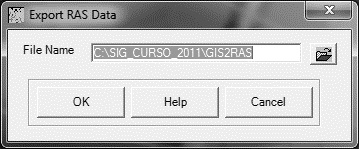 Export RAS Data
File Name C:\SIG_CURSO_2011\GIS2RAS
OK Help Cancel